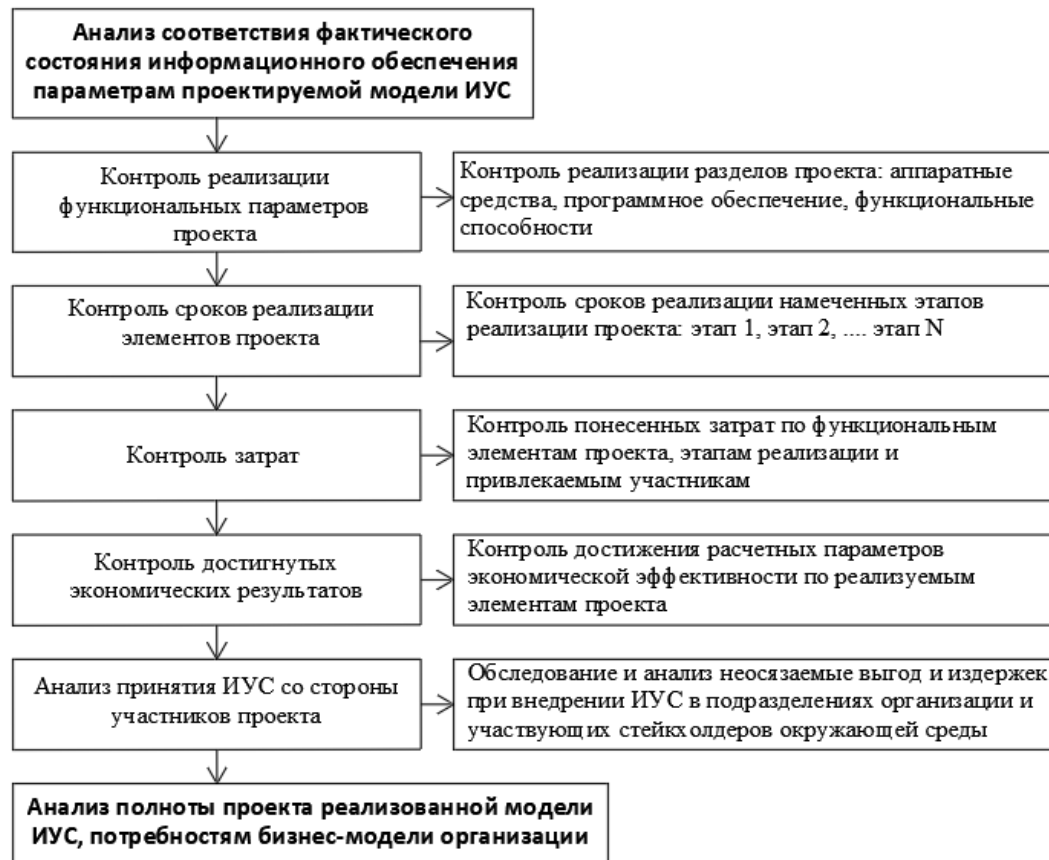 Анализ соответствия фактического
состояния информационного обеспечения
параметрам проектируемой модели ИУС
Контроль реализации
функциональных параметров
проекта
Контроль реализации разделов проекта: аппаратные
средства, программное обеспечение, функциональные
способности
Контроль сроков реализации
элементов проекта
Контроль сроков реализации намеченных этапов
реализации проекта: этап 1, этап 2, .... этап N
Контроль затрат
Контроль понесенных затрат по функциональным
элементам проекта, этапам реализации и
привлекаемым участникам
Контроль достигнутых
экономических результатов
Контроль достижения расчетных параметров
экономической эффективности по реализуемым
элементам проекта
Анализ принятия ИУС со стороны
участников проекта
Обследование и анализ неосязаемые выгод и издержек
при внедрении ИУС в подразделениях организации и
участвующих стейкхолдеров окружающей среды
Анализ полноты проекта реализованной модели
ИУС, потребностям бизнес-модели организации